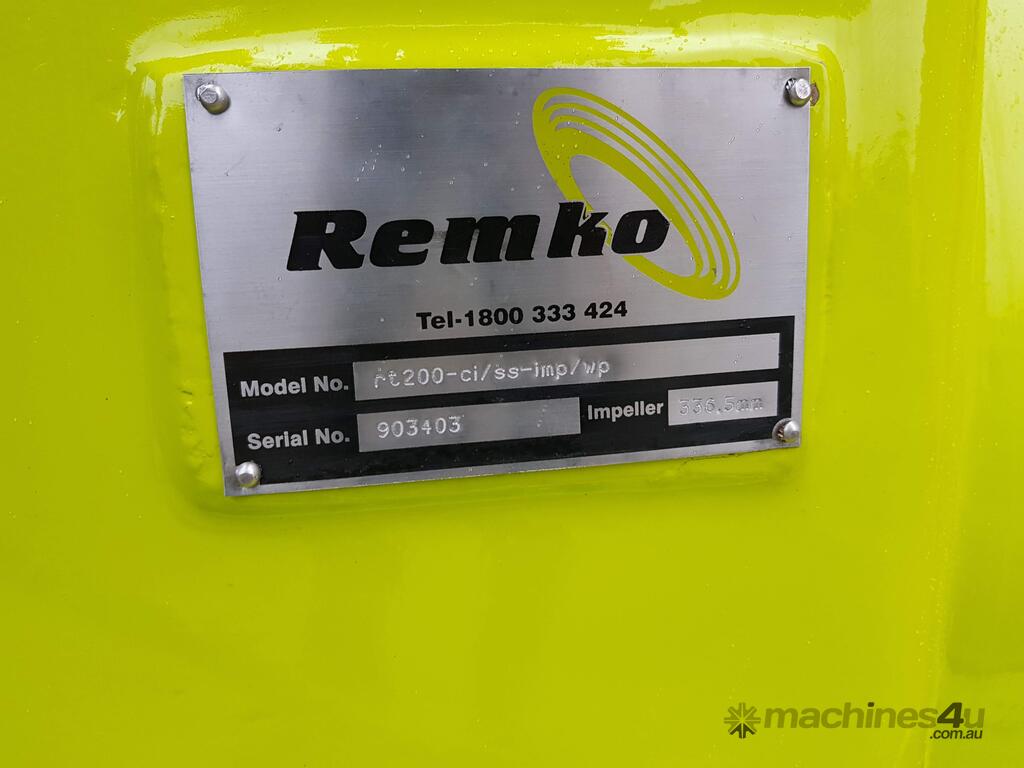 Remko
Tel-1800 333 424
Model No. rt200-ci/ss-imp/wp
Serial No. 903403 Impeller 336.5mm
machines4u
.com.au